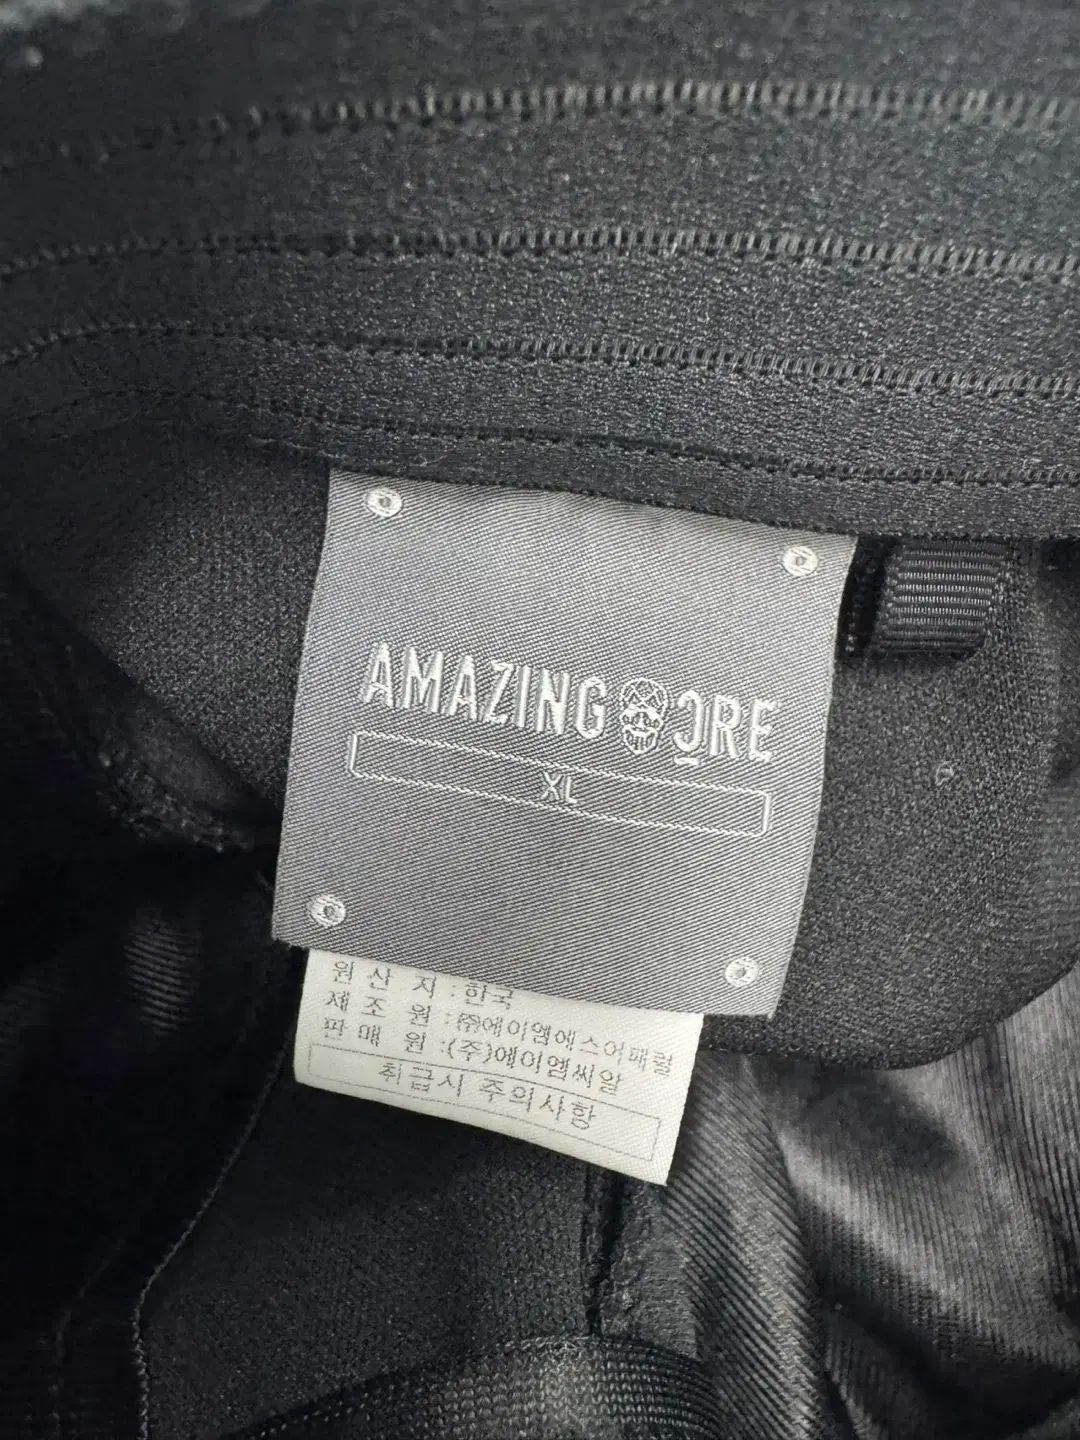 AMAZING CRE
XL
원산지 : 한국
제조원 : ㈜에이엠에스어패럴
판매원 : (주)에이엠씨알
취급시 주의사항